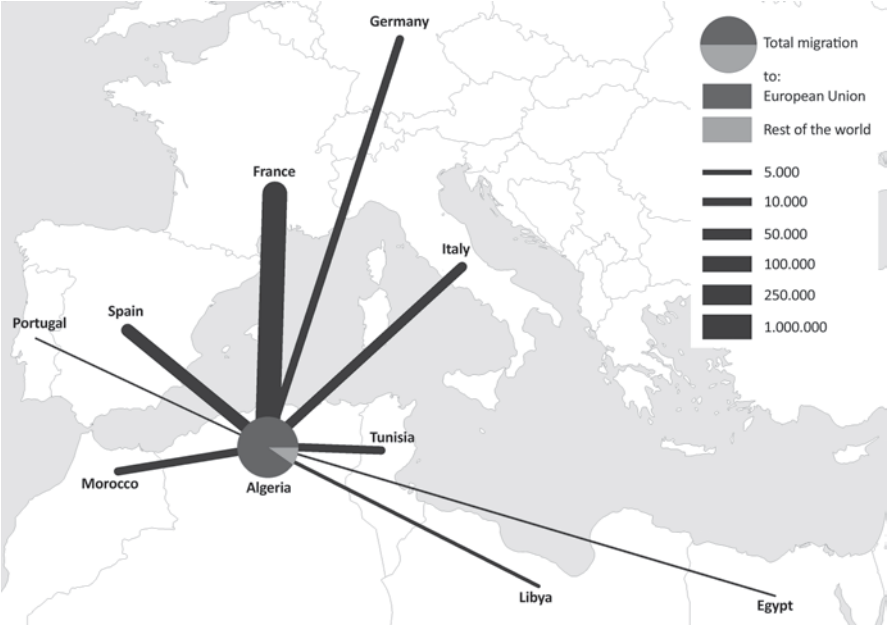 Germany
Total migration
to:
European Union
Rest of the world
France
5.000
10.000
50.000
Italy
100.000
250.000
Spain
Portugal
1.000.000
Tunisia
Morocco
Algeria
Libya
Egypt